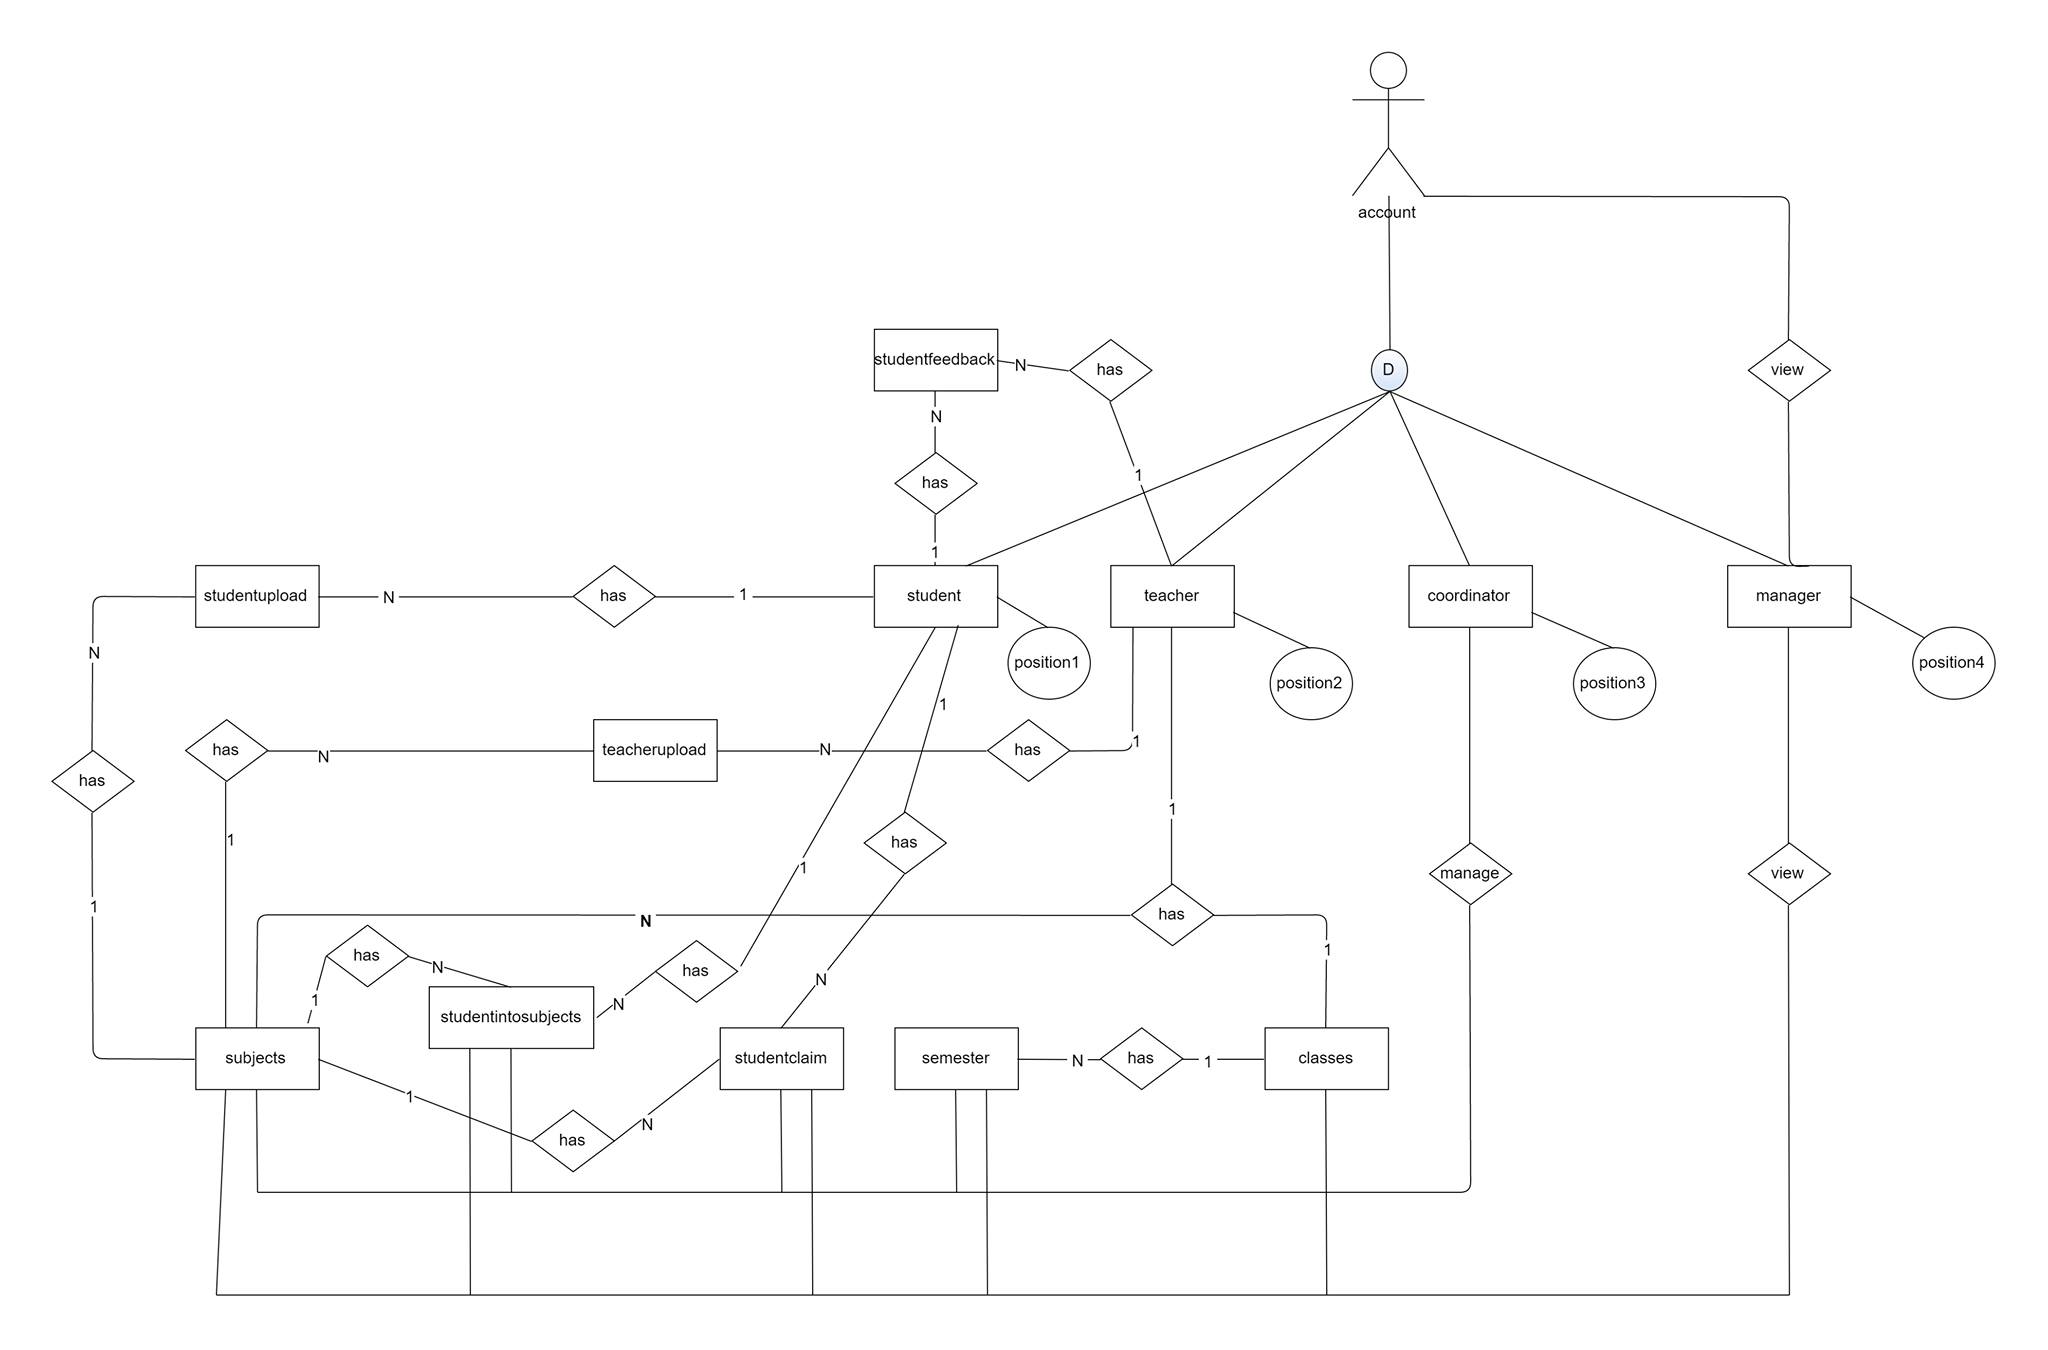 account
D
view
studentfeedback
N
has
N
has
1
1
studentupload
N
has
1
student
teacher
coordinator
manager
position1
position2
position3
position4
N
1
has
N
teacherupload
N
has
1
has
1
1
1
has
1
manage
view
1
N
has
1
has
N
has
N
N
1
1
studentintosubjects
subjects
studentclaim
semester
N
has
1
classes
1
N
has